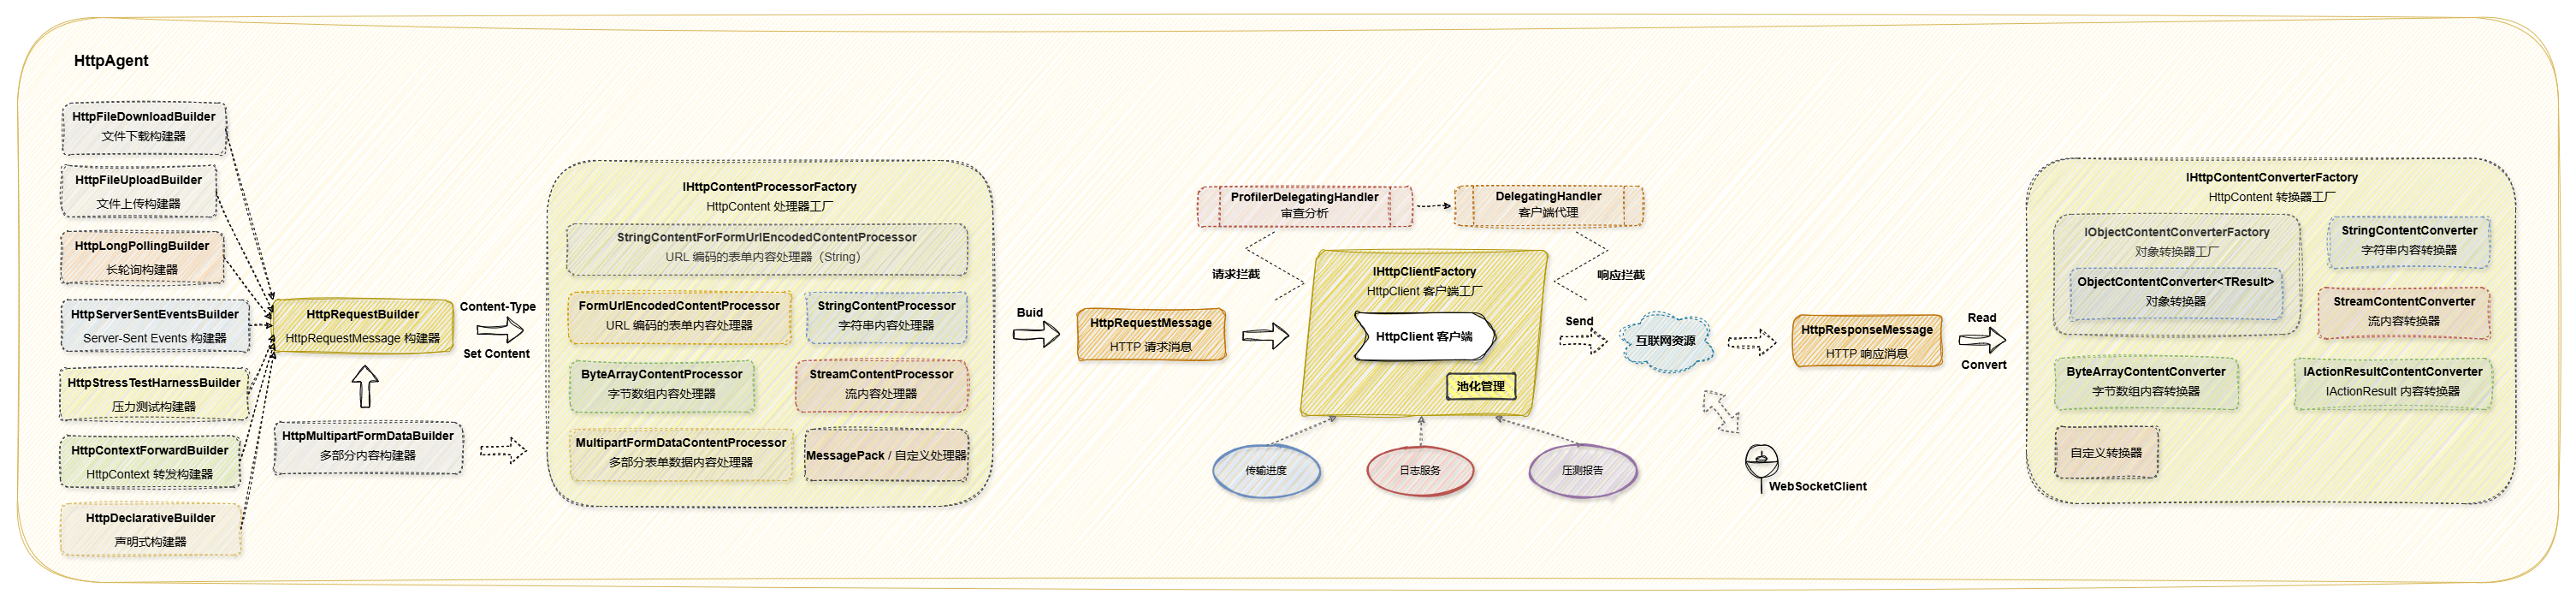 HttpAgent
HttpFileDownloadBuilder
文件下载构建器
HttpFileUploadBuilder
文件上传构建器
HttpLongPollingBuilder
长轮询构建器
HttpServerSentEventsBuilder
Server-Sent Events 构建器
HttpStressTestHarnessBuilder
压力测试构建器
HttpContextForwardBuilder
HttpContext 转发构建器
HttpDeclarativeBuilder
声明式构建器
HttpRequestBuilder
HttpRequestMessage 构建器
HttpMultipartFormDataBuilder
多部分内容构建器
Content-Type
Set Content
IHttpContentProcessorFactory
HttpContent 处理器工厂
StringContentForFormUrlEncodedContentProcessor
URL 编码的表单内容处理器（String）
FormUrlEncodedContentProcessor
URL 编码的表单内容处理器
StringContentProcessor
字符串内容处理器
ByteArrayContentProcessor
字节数组内容处理器
StreamContentProcessor
流内容处理器
MultipartFormDataContentProcessor
多部分表单数据内容处理器
MessagePack / 自定义处理器
Buid
HttpRequestMessage
HTTP 请求消息
ProfilerDelegatingHandler
审查分析
DelegatingHandler
客户端代理
请求拦截
响应拦截
IHttpClientFactory
HttpClient 客户端工厂
HttpClient 客户端
池化管理
传输进度
日志服务
压测报告
Send
互联网资源
WebSocketClient
HttpResponseMessage
HTTP 响应消息
Read
Convert
IHttpContentConverterFactory
HttpContent 转换器工厂
IObjectContentConverterFactory
对象转换器工厂
ObjectContentConverter<TResult>
对象转换器
StringContentConverter
字符串内容转换器
StreamContentConverter
流内容转换器
ByteArrayContentConverter
字节数组内容转换器
IActionResultContentConverter
IActionResult 内容转换器
自定义转换器